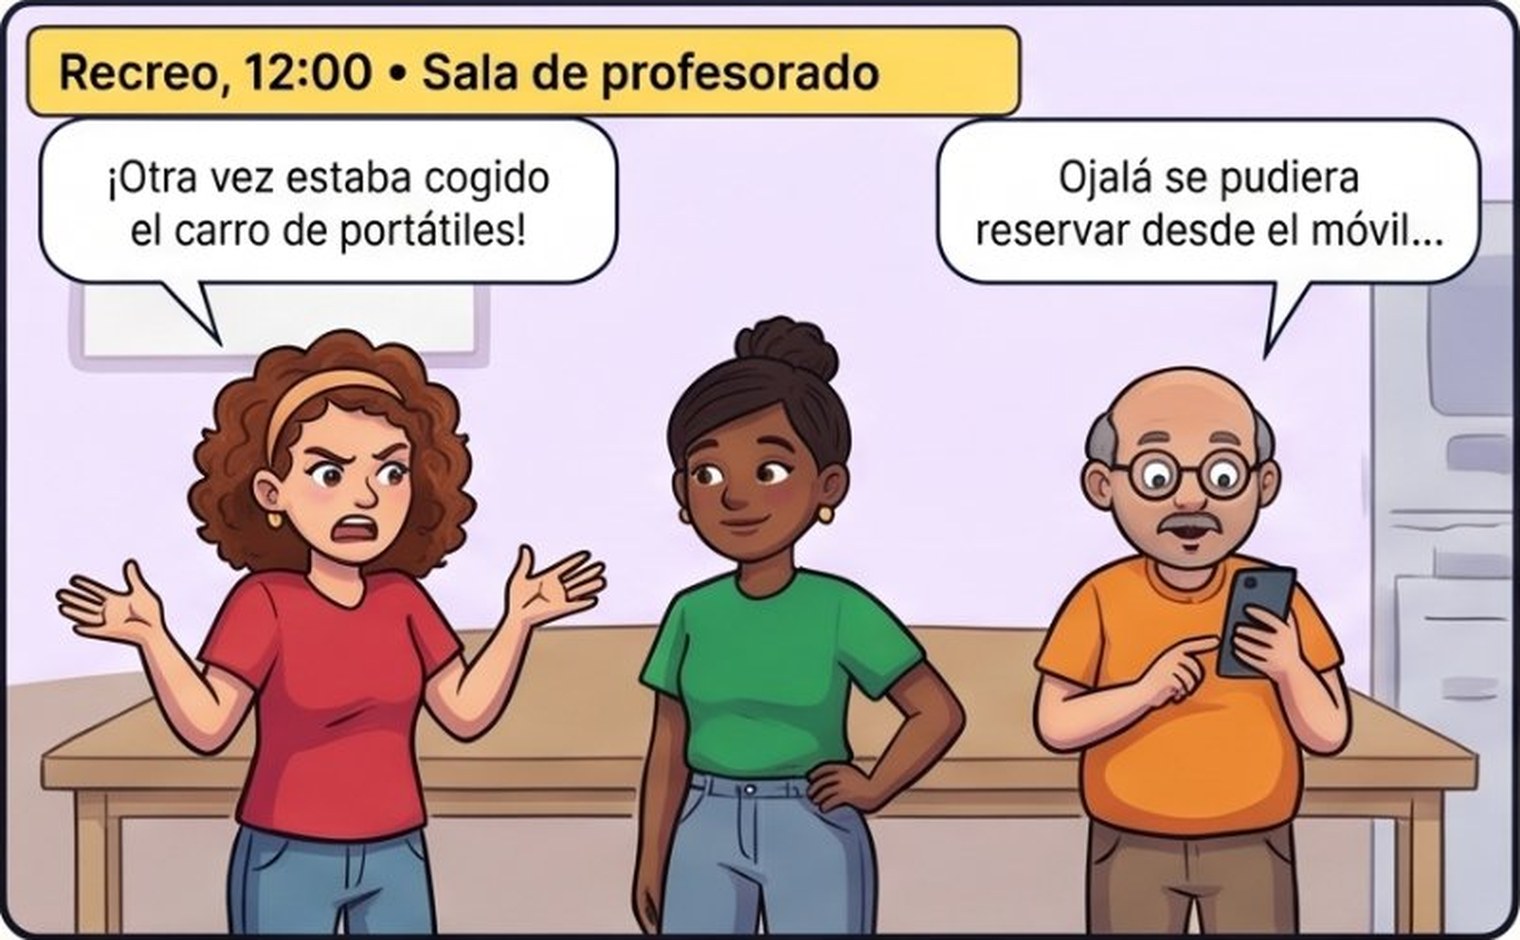 Recreo, 12:00 • Sala de profesorado
¡Otra vez estaba cogido
el carro de portátiles!
Ojalá se pudiera
reservar desde el móvil...